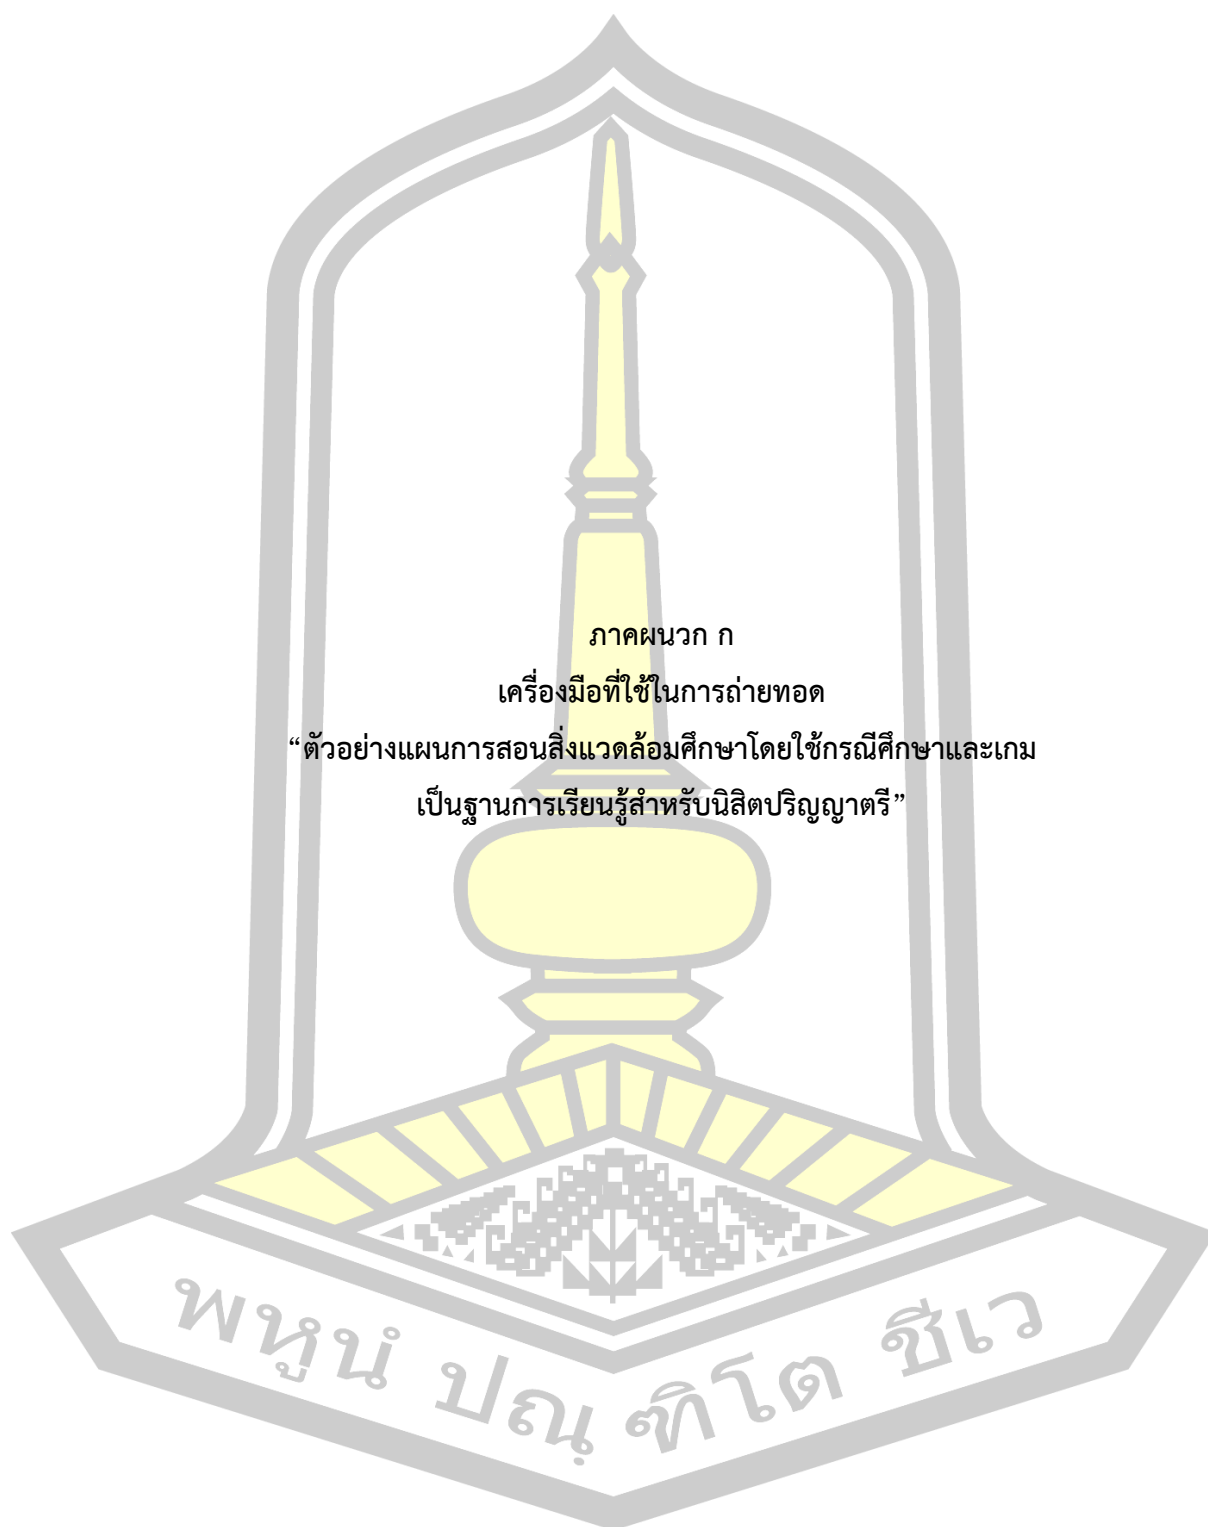 ภาคผนวก ก
เครื่องมือที่ใช้ในการถ่ายทอด
“ตัวอย่างแผนการสอนสิ่งแวดล้อมศึกษาโดยใช้กรณีศึกษาและเกม
เป็นฐานการเรียนรู้สำหรับนิสิตปริญญาตรี”
พหูนํ ปณฺฑิโต ชีเว